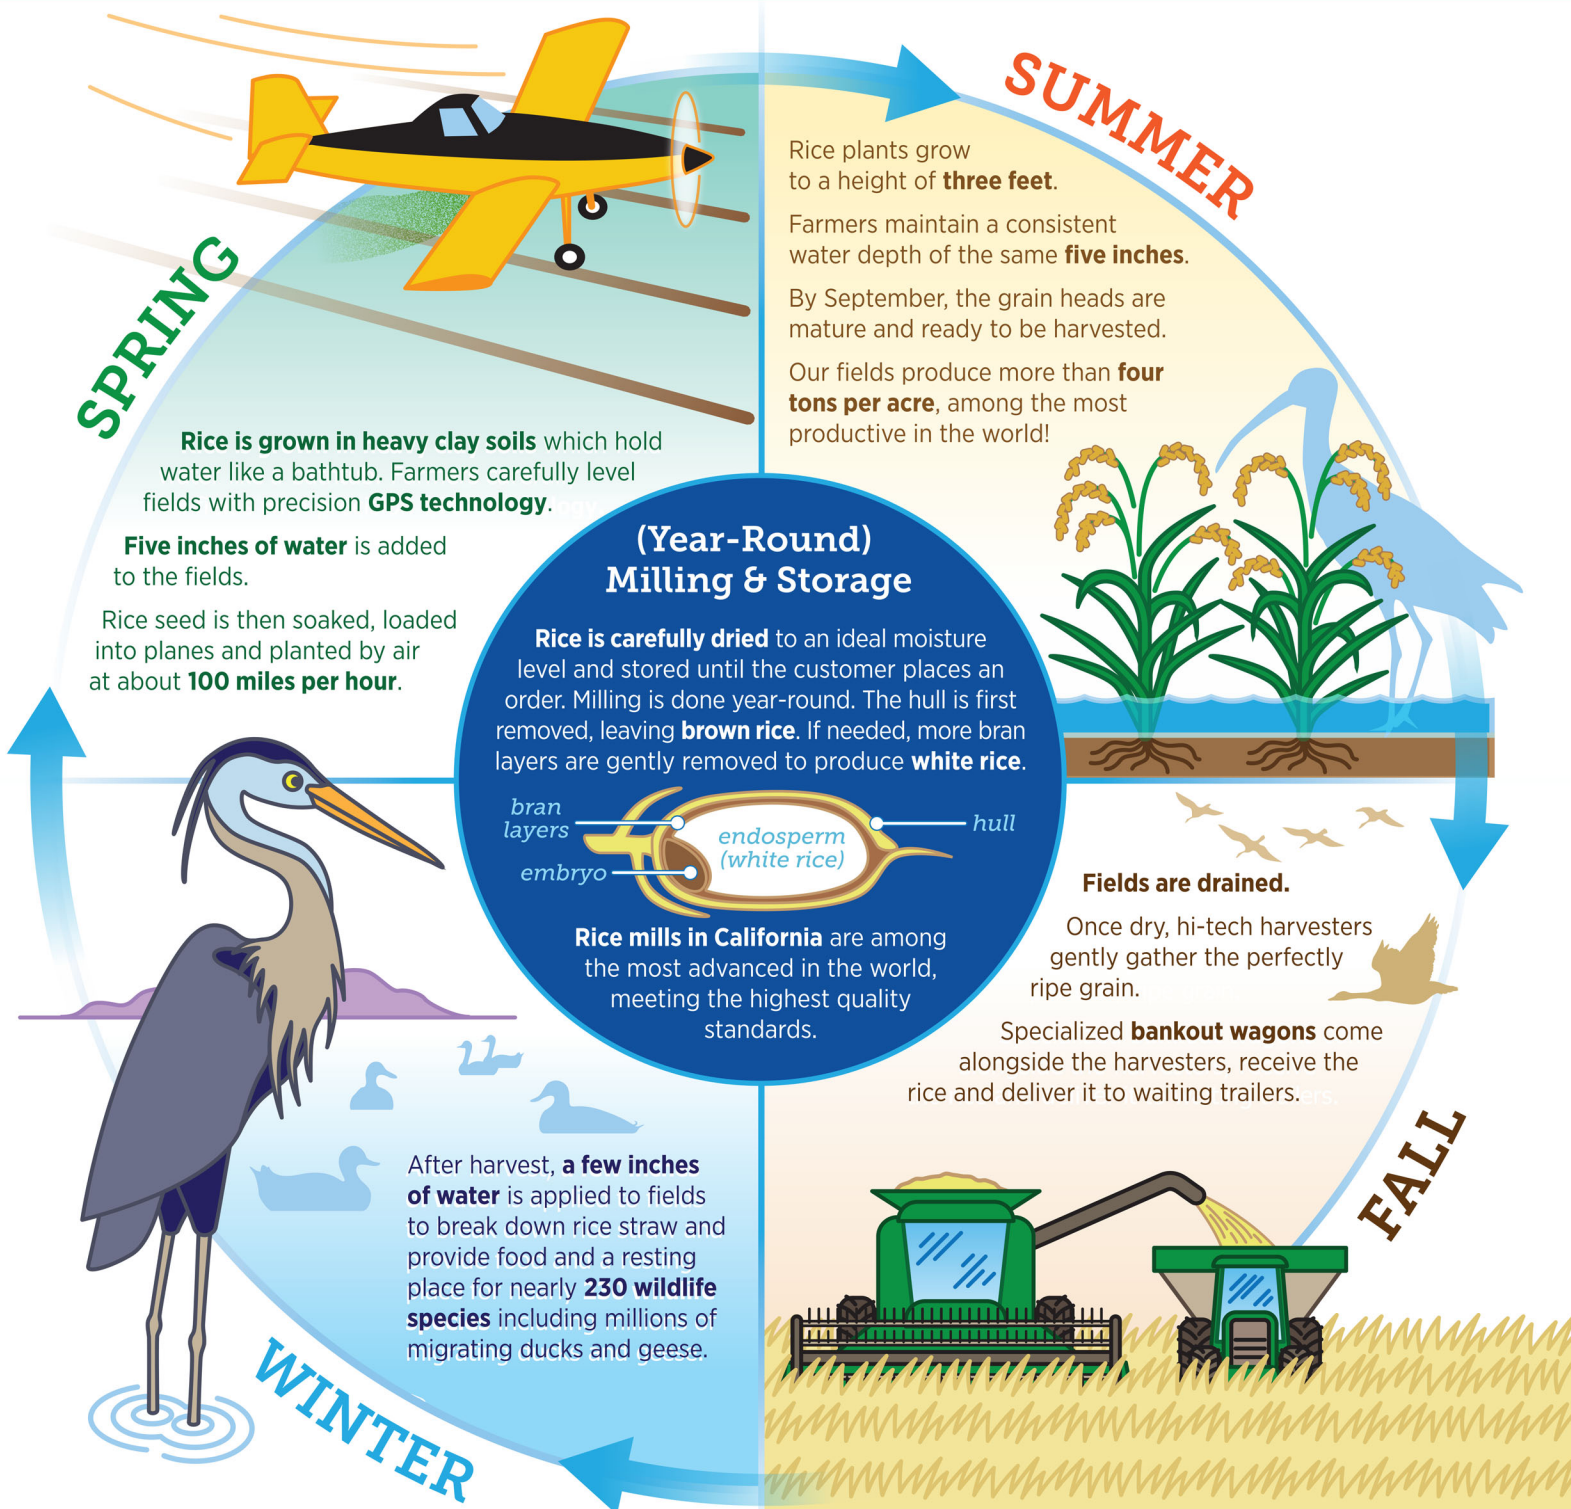 SPRING
Rice is grown in heavy clay soils which hold
water like a bathtub. Farmers carefully level
fields with precision GPS technology.
Five inches of water is added
to the fields.
Rice seed is then soaked, loaded
into planes and planted by air
at about 100 miles per hour.
SUMMER
Rice plants grow
to a height of three feet.
Farmers maintain a consistent
water depth of the same five inches.
By September, the grain heads are
mature and ready to be harvested.
Our fields produce more than four
tons per acre, among the most
productive in the world!
(Year-Round)
Milling & Storage
Rice is carefully dried to an ideal moisture
level and stored until the customer places an
order. Milling is done year-round. The hull is first
removed, leaving brown rice. If needed, more bran
layers are gently removed to produce white rice.
bran
layers
embryo
endosperm
(white rice)
hull
Rice mills in California are among
the most advanced in the world,
meeting the highest quality
standards.
Fields are drained.
Once dry, hi-tech harvesters
gently gather the perfectly
ripe grain.
Specialized bankout wagons come
alongside the harvesters, receive the
rice and deliver it to waiting trailers.
FALL
After harvest, a few inches
of water is applied to fields
to break down rice straw and
provide food and a resting
place for nearly 230 wildlife
species including millions of
migrating ducks and geese.
WINTER